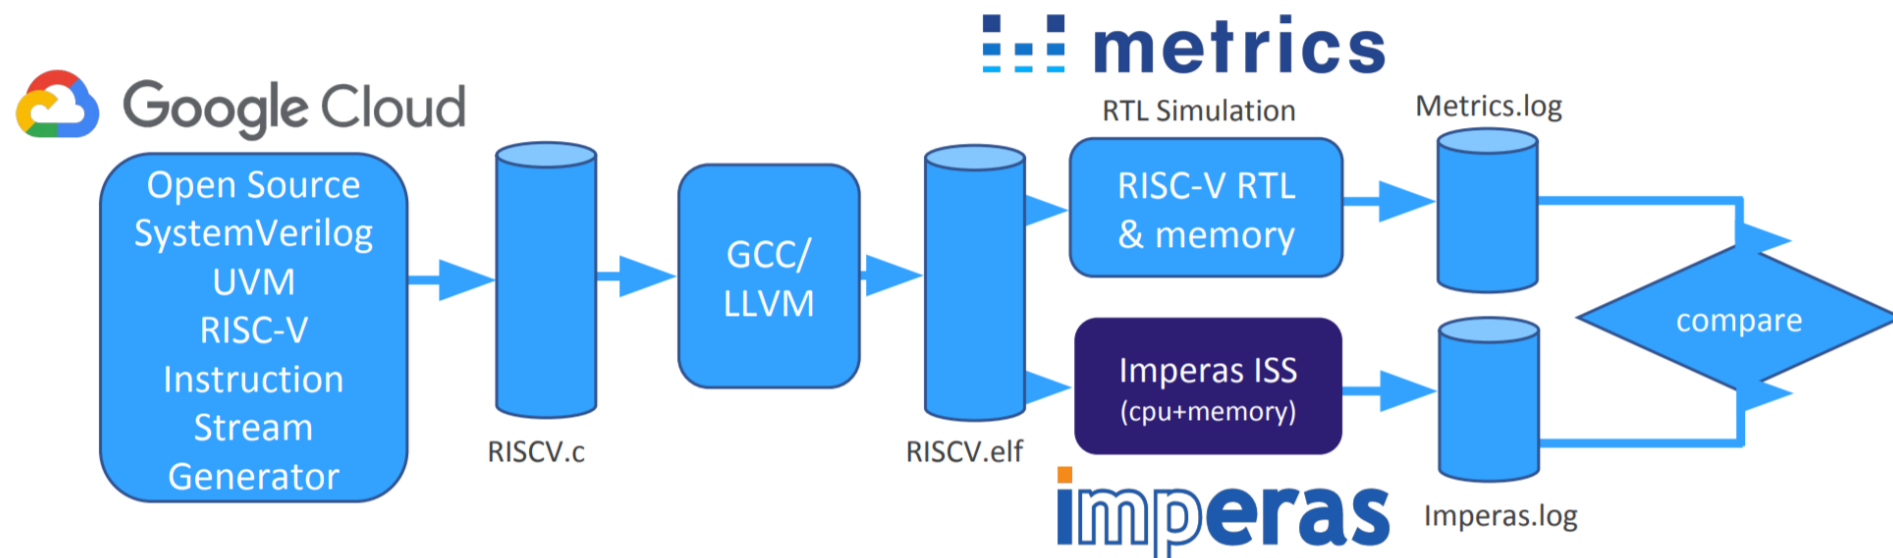 Google Cloud
Open Source
SystemVerilog
UVM
RISC-V
Instruction
Stream
Generator
RISCV.c
GCC/
LLVM
RISCV.elf
metrics
RTL Simulation
RISC-V RTL
& memory
Metrics.log
Imperas ISS
(cpu+memory)
imperas
Imperas.log
compare